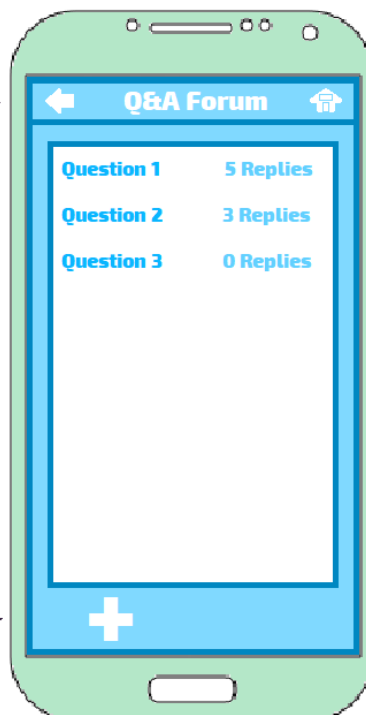 Q&A Forum
Question 1 5 Replies
Question 2 3 Replies
Question 3 0 Replies